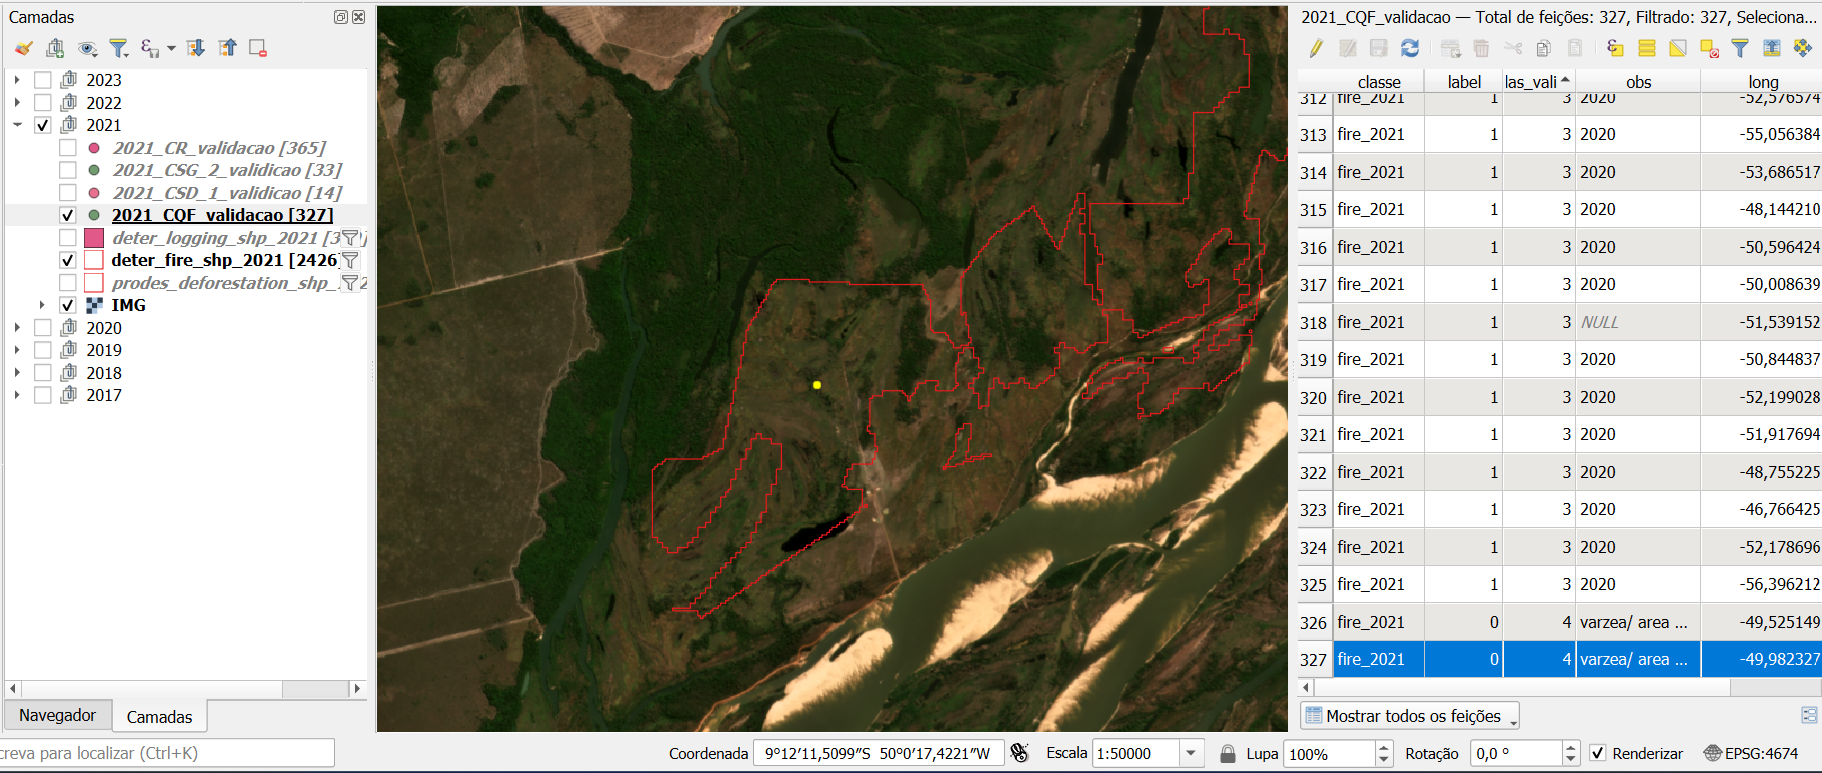 Camadas
2023
2022
2021
2021_CR_validacao [365]
2021_CSG_2_validicao [33]
2021_CSD_1_validicao [14]
2021_CQF_validacao [327]
deter_logging_shp_2021 [3
deter_fire_shp_2021 [2426]
prodes_deforestation_shp_
IMG
2020
2019
2018
2017
Navegador
Camadas
creva para localizar (Ctrl+K)
2021_CQF_validacao — Total de feições: 327, Filtrado: 327, Seleciona...
classe label las_vali obs long
312 fire_2021 1 3 2020 -52,576574
313 fire_2021 1 3 2020 -55,056384
314 fire_2021 1 3 2020 -53,686517
315 fire_2021 1 3 2020 -48,144210
316 fire_2021 1 3 2020 -50,596424
317 fire_2021 1 3 2020 -50,008639
318 fire_2021 1 3 NULL -51,539152
319 fire_2021 1 3 2020 -50,844837
320 fire_2021 1 3 2020 -52,199028
321 fire_2021 1 3 2020 -51,917694
322 fire_2021 1 3 2020 -48,755225
323 fire_2021 1 3 2020 -46,766425
324 fire_2021 1 3 2020 -52,178696
325 fire_2021 1 3 2020 -56,396212
326 fire_2021 0 4 varzea/ area ... -49,525149
327 fire_2021 0 4 varzea/ area ... -49,982327
Mostrar todos os feições
Coordenada 9°12′11,5099″S 50°0′17,4221″W Escala 1:50000 Lupa 100% Rotação 0,0 ° Renderizar EPSG:4674